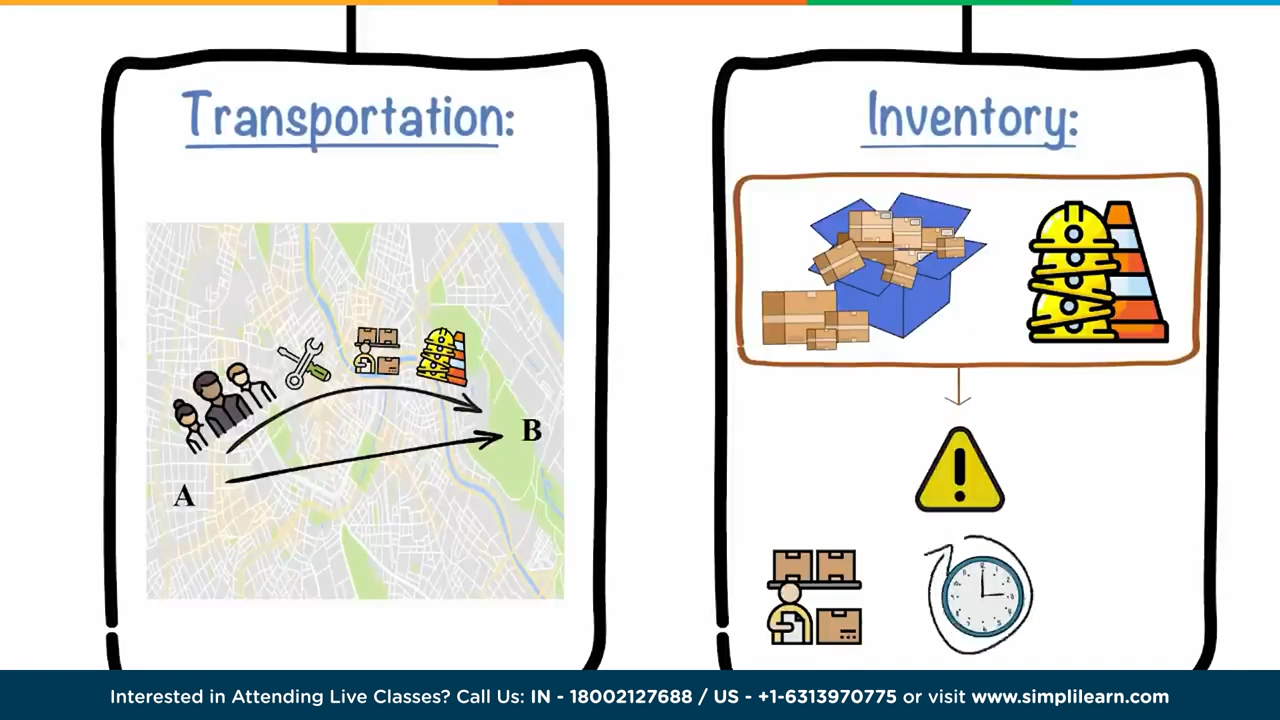 Transportation:
Inventory:
A
B
Interested in Attending Live Classes? Call Us: IN - 18002127688 / US - +1-6313970775 or visit www.simplilearn.com